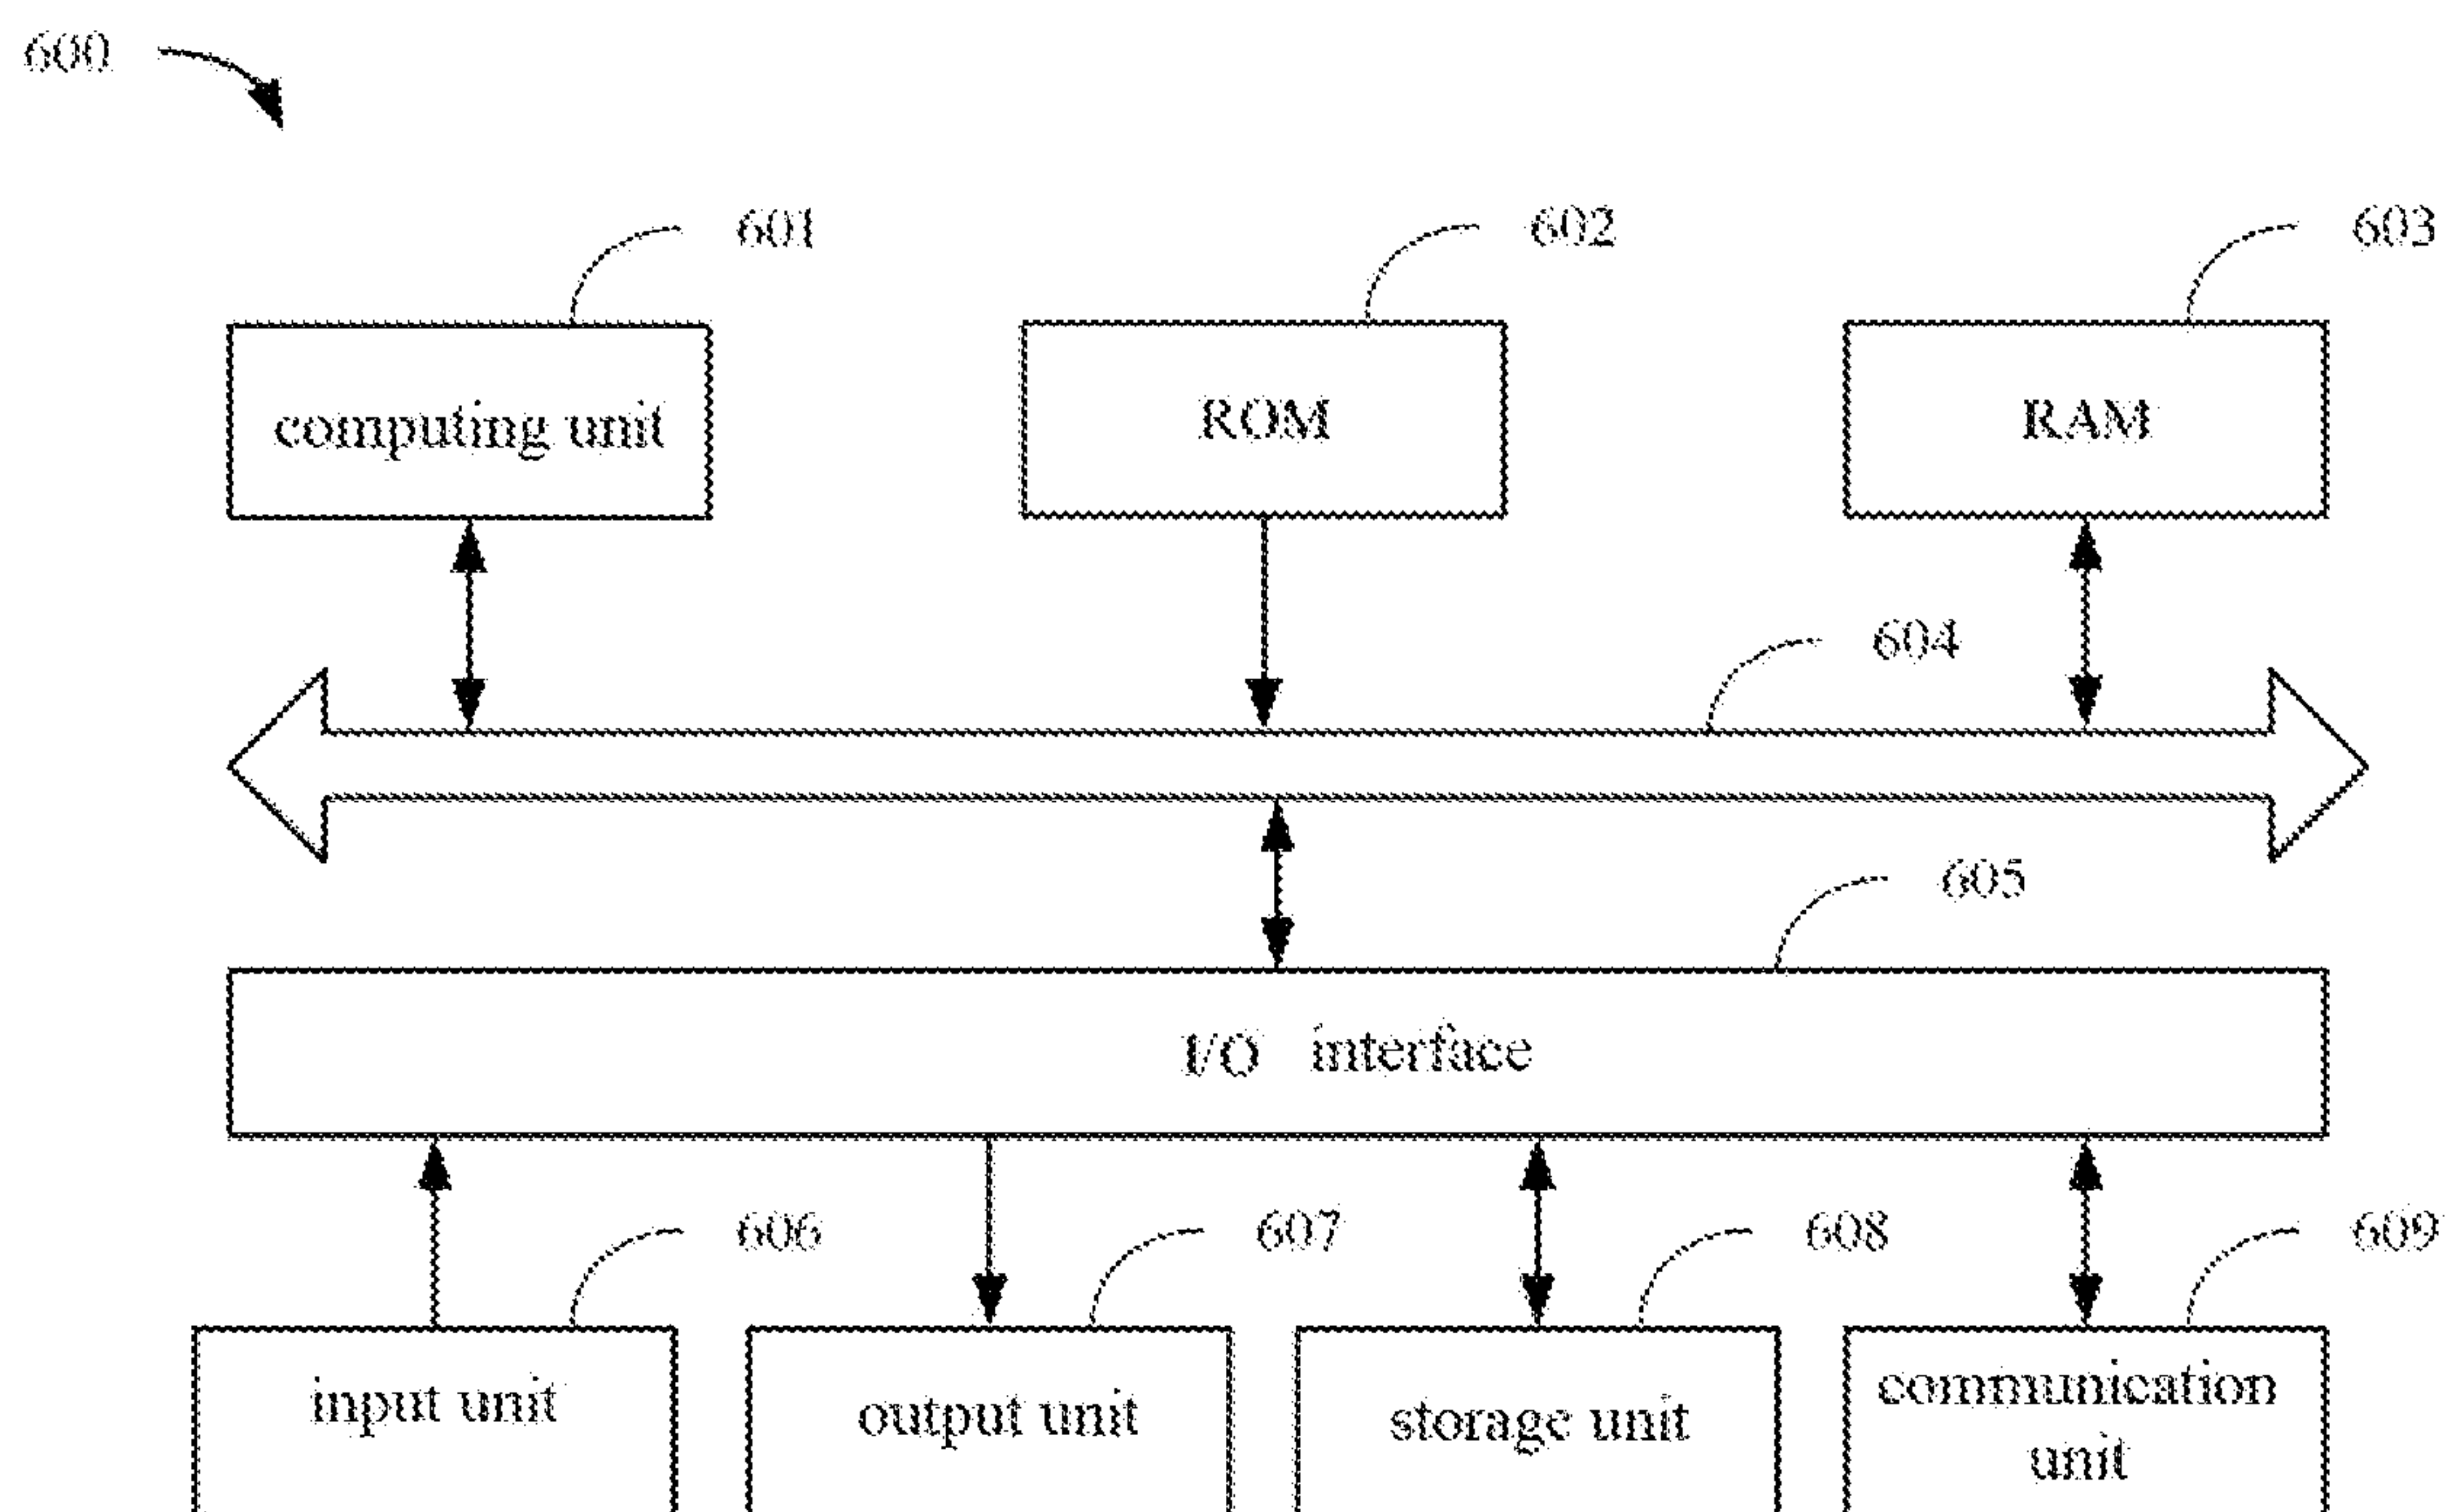 600
601
602
603
computing unit
ROM
RAM
604
605
I/O interface
606
607
608
609
input unit
output unit
storage unit
communication
unit